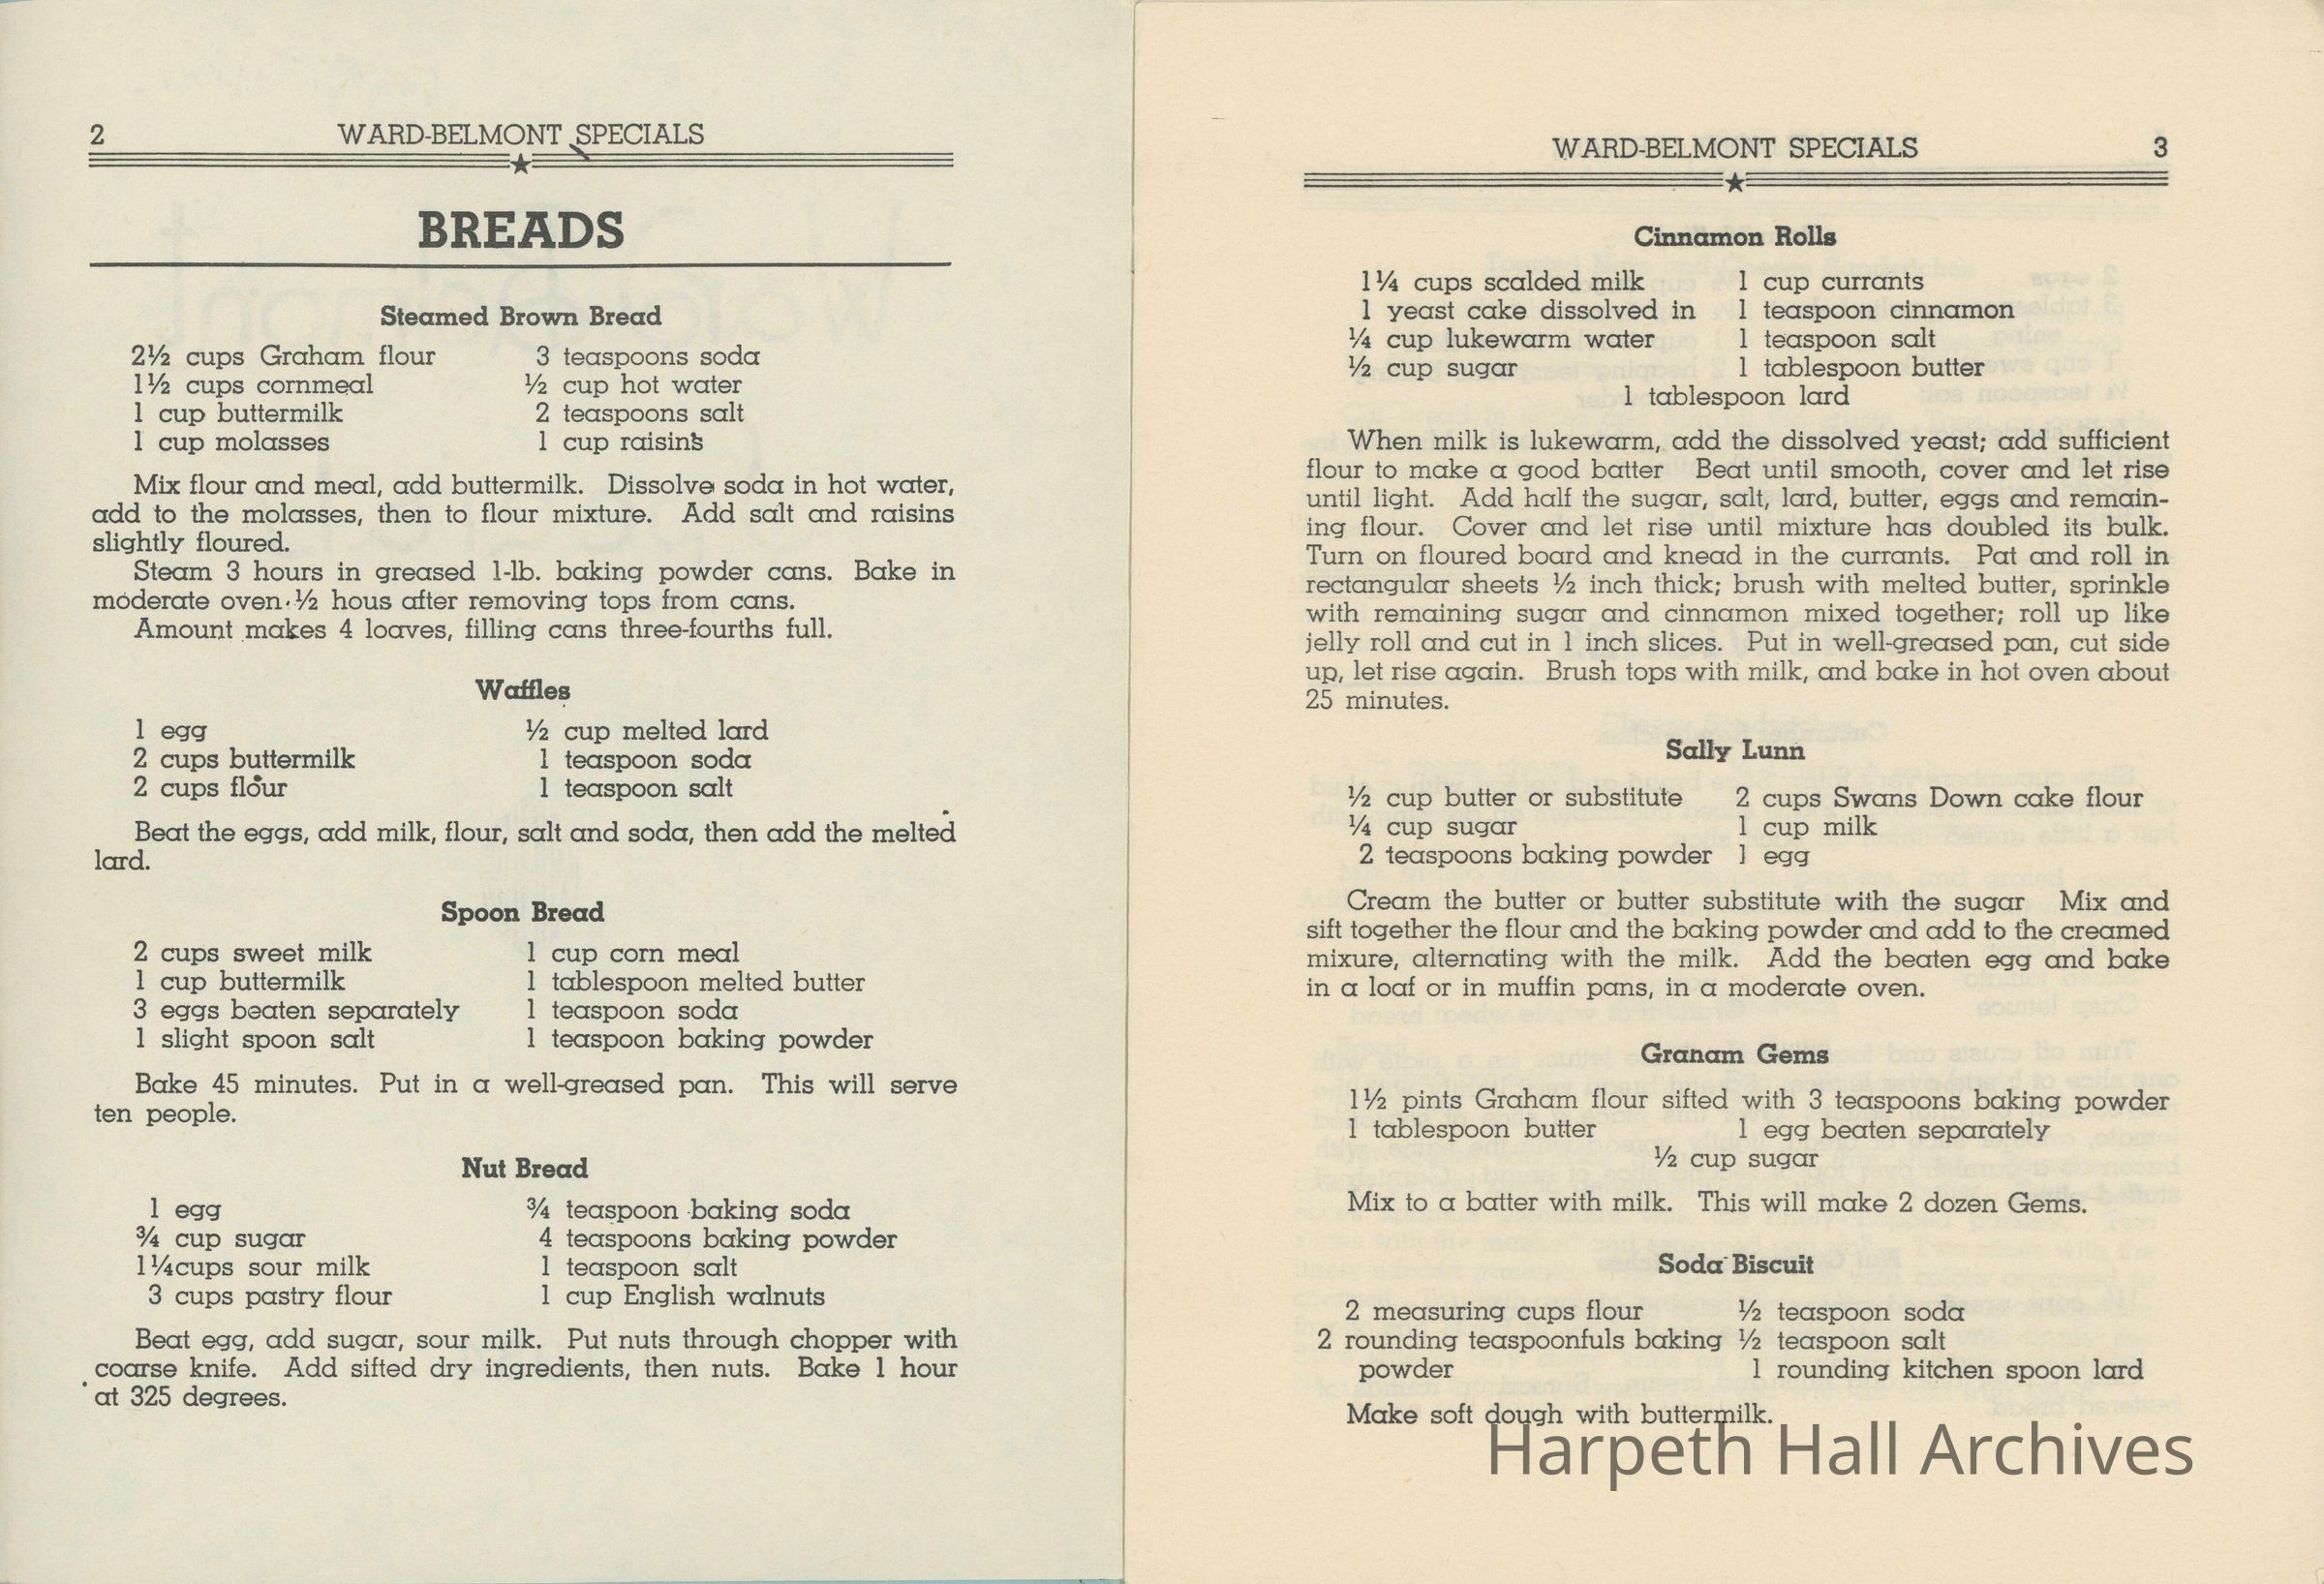 2 WARD-BELMONT SPECIALS
BREADS
Steamed Brown Bread
2½ cups Graham flour 3 teaspoons soda
1½ cups cornmeal ½ cup hot water
1 cup buttermilk 2 teaspoons salt
1 cup molasses 1 cup raisins
Mix flour and meal, add buttermilk. Dissolve soda in hot water,
add to the molasses, then to flour mixture. Add salt and raisins
slightly floured.
Steam 3 hours in greased 1-lb. baking powder cans. Bake in
moderate oven ½ hous after removing tops from cans.
Amount makes 4 loaves, filling cans three-fourths full.
Waffles
1 egg ½ cup melted lard
2 cups buttermilk 1 teaspoon soda
2 cups flour 1 teaspoon salt
Beat the eggs, add milk, flour, salt and soda, then add the melted
lard.
Spoon Bread
2 cups sweet milk 1 cup corn meal
1 cup buttermilk 1 tablespoon melted butter
3 eggs beaten separately 1 teaspoon soda
1 slight spoon salt 1 teaspoon baking powder
Bake 45 minutes. Put in a well-greased pan. This will serve
ten people.
Nut Bread
1 egg ¾ teaspoon baking soda
¾ cup sugar 4 teaspoons baking powder
1¼cups sour milk 1 teaspoon salt
3 cups pastry flour 1 cup English walnuts
Beat egg, add sugar, sour milk. Put nuts through chopper with
coarse knife. Add sifted dry ingredients, then nuts. Bake 1 hour
at 325 degrees.
WARD-BELMONT SPECIALS 3
Cinnamon Rolls
1¼ cups scalded milk 1 cup currants
1 yeast cake dissolved in 1 teaspoon cinnamon
¼ cup lukewarm water 1 teaspoon salt
½ cup sugar 1 tablespoon butter
1 tablespoon lard
When milk is lukewarm, add the dissolved yeast; add sufficient
flour to make a good batter Beat until smooth, cover and let rise
until light. Add half the sugar, salt, lard, butter, eggs and remain-
ing flour. Cover and let rise until mixture has doubled its bulk.
Turn on floured board and knead in the currants. Pat and roll in
rectangular sheets ½ inch thick; brush with melted butter, sprinkle
with remaining sugar and cinnamon mixed together; roll up like
jelly roll and cut in 1 inch slices. Put in well-greased pan, cut side
up, let rise again. Brush tops with milk, and bake in hot oven about
25 minutes.
Sally Lunn
½ cup butter or substitute 2 cups Swans Down cake flour
¼ cup sugar 1 cup milk
2 teaspoons baking powder 1 egg
Cream the butter or butter substitute with the sugar Mix and
sift together the flour and the baking powder and add to the creamed
mixure, alternating with the milk. Add the beaten egg and bake
in a loaf or in muffin pans, in a moderate oven.
Graham Gems
1½ pints Graham flour sifted with 3 teaspoons baking powder
1 tablespoon butter 1 egg beaten separately
½ cup sugar
Mix to a batter with milk. This will make 2 dozen Gems.
Soda Biscuit
2 measuring cups flour ½ teaspoon soda
2 rounding teaspoonfuls baking ½ teaspoon salt
powder 1 rounding kitchen spoon lard
Make soft dough with buttermilk.
Harpeth Hall Archives